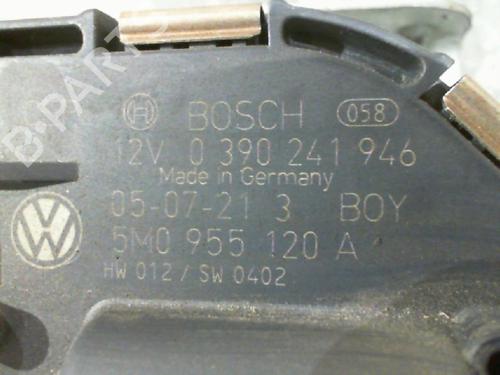 BOSCH 058
12V 0 390 241 946
Made in Germany
05-07-21 3 BOY
5M0 955 120 A
HW 012 / SW 0402
B-PARTS